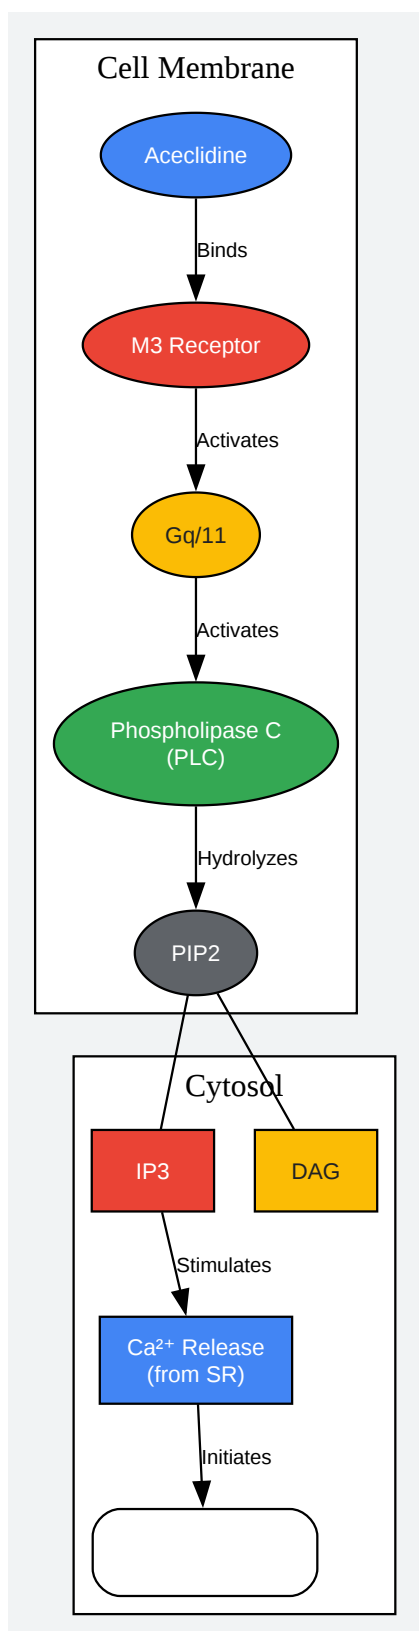 Cell Membrane
Aceclidine
Binds
M3 Receptor
Activates
Gq/11
Activates
Phospholipase C
(PLC)
Hydrolyzes
PIP2
Cytosol
IP3
DAG
Stimulates
Ca²⁺ Release
(from SR)
Initiates